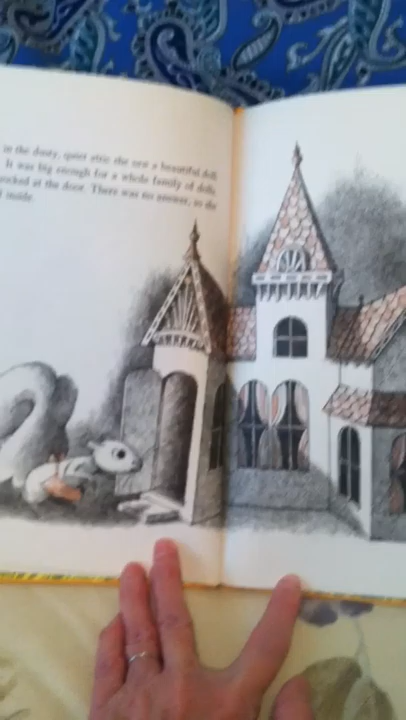 in the dusty, quiet attic she saw a beautiful doll
It was big enough for a whole family of dolls.
at the door. There was no answer, so she
inside.